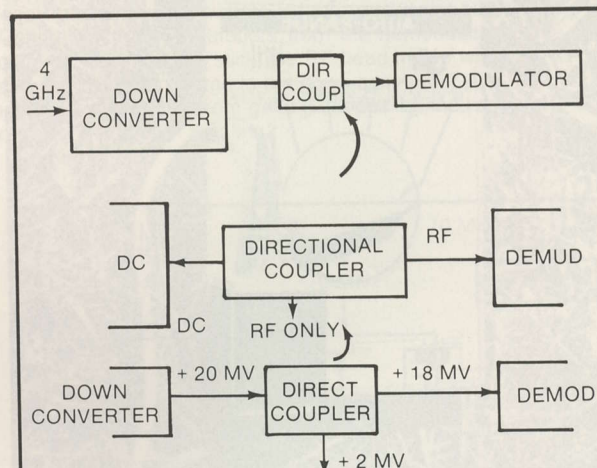 4
GHz
DOWN
CONVERTER
DIR
COUP
DEMODULATOR
DC
DC
DIRECTIONAL
COUPLER
RF
DEMUD
RF ONLY
DOWN
CONVERTER
+ 20 MV
DIRECT
COUPLER
+ 18 MV
DEMOD
+ 2 MV